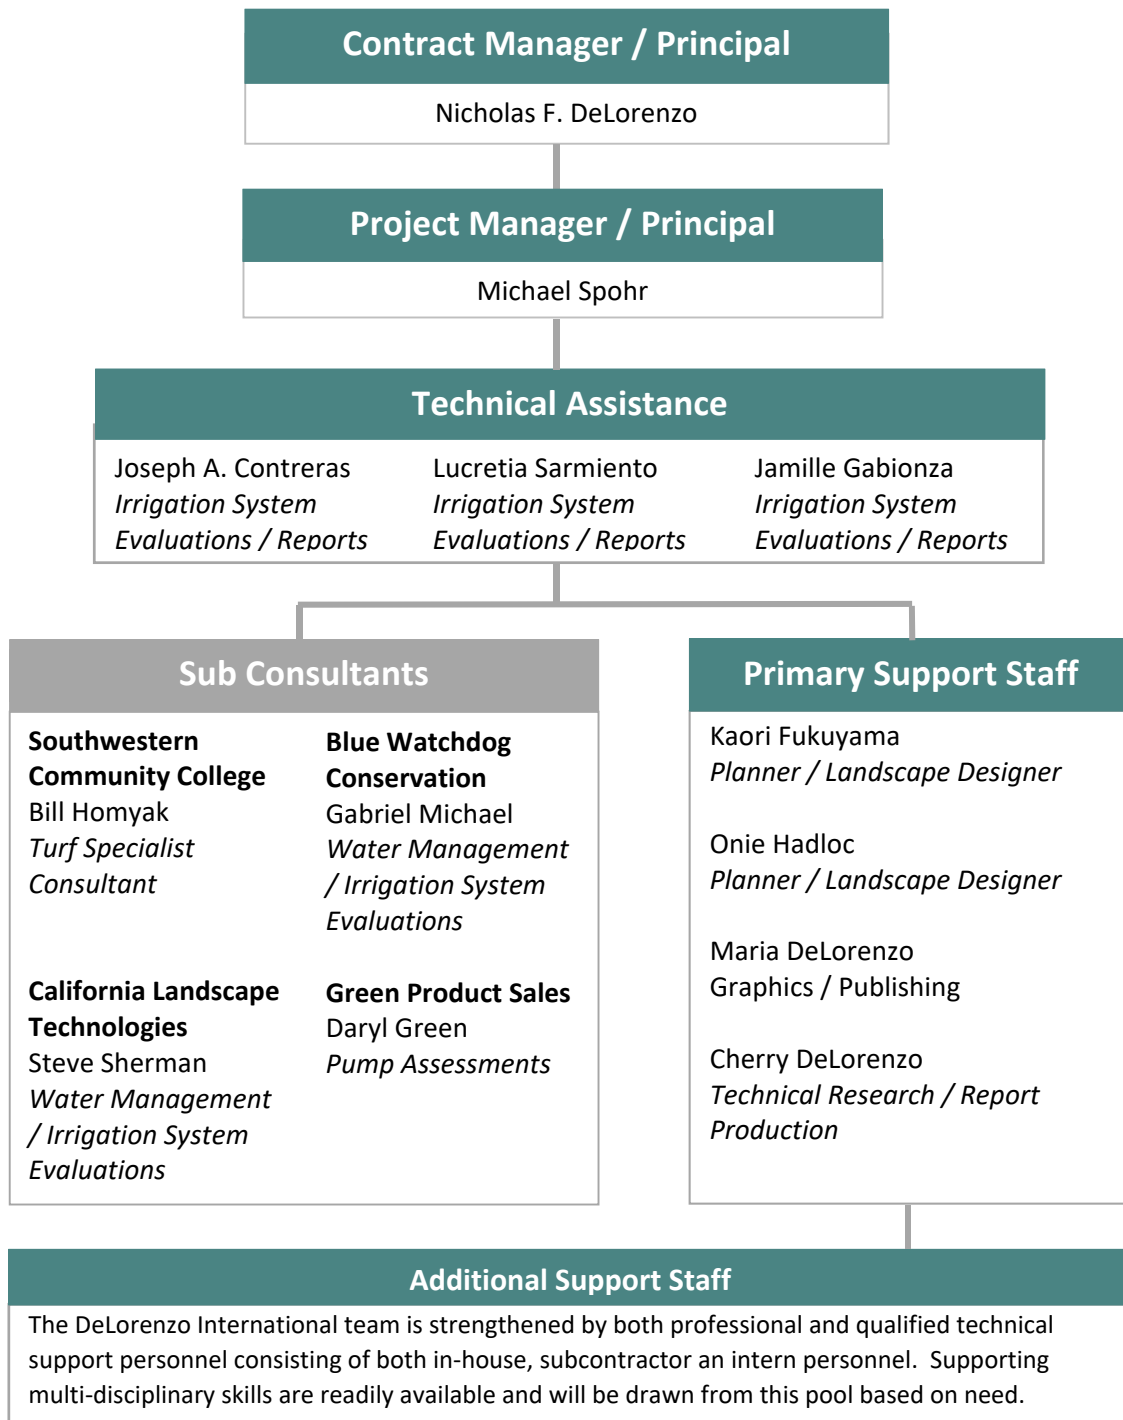 Contract Manager / Principal
Nicholas F. DeLorenzo
Project Manager / Principal
Michael Spohr
Technical Assistance
Joseph A. Contreras
Irrigation System
Evaluations / Reports
Lucretia Sarmiento
Irrigation System
Evaluations / Reports
Jamille Gabionza
Irrigation System
Evaluations / Reports
Sub Consultants
Southwestern
Community College
Bill Homyak
Turf Specialist
Consultant
Blue Watchdog
Conservation
Gabriel Michael
Water Management
/ Irrigation System
Evaluations
California Landscape
Technologies
Steve Sherman
Water Management
/ Irrigation System
Evaluations
Green Product Sales
Daryl Green
Pump Assessments
Primary Support Staff
Kaori Fukuyama
Planner / Landscape Designer
Onie Hadloc
Planner / Landscape Designer
Maria DeLorenzo
Graphics / Publishing
Cherry DeLorenzo
Technical Research / Report
Production
Additional Support Staff
The DeLorenzo International team is strengthened by both professional and qualified technical
support personnel consisting of both in-house, subcontractor an intern personnel.  Supporting
multi-disciplinary skills are readily available and will be drawn from this pool based on need.